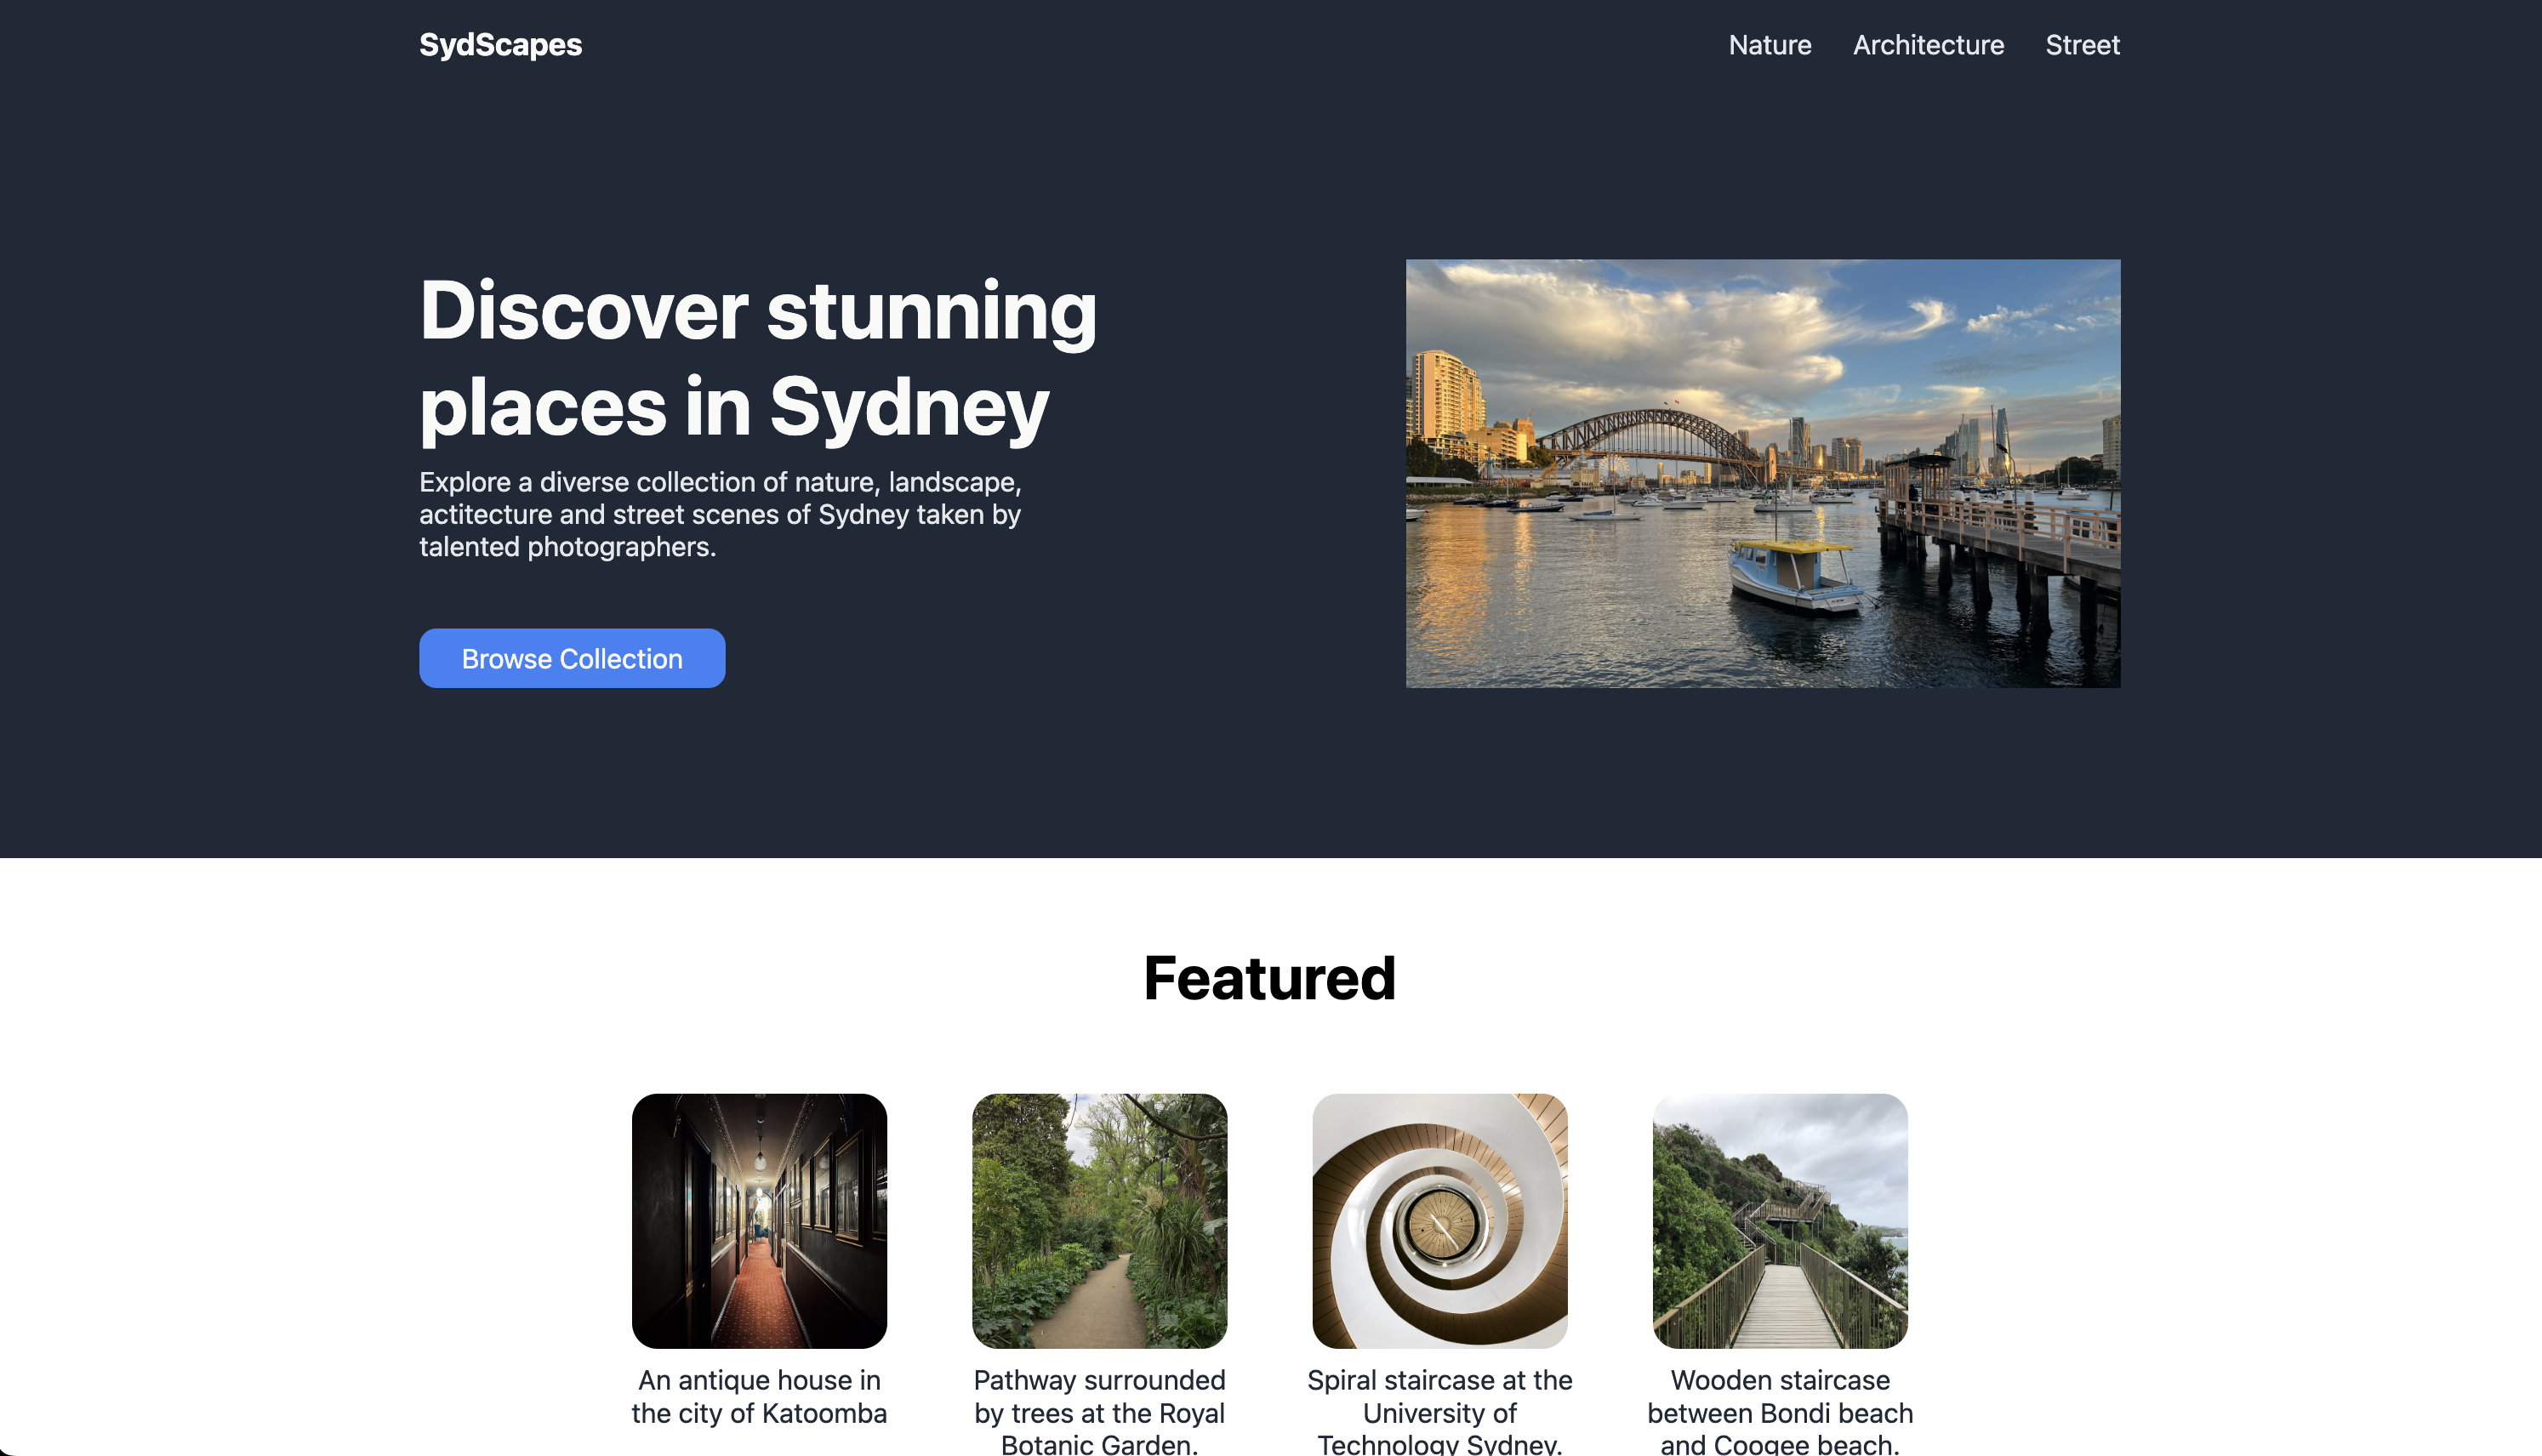 SydScapes
Nature Architecture Street
Discover stunning
places in Sydney
Explore a diverse collection of nature, landscape,
actitecture and street scenes of Sydney taken by
talented photographers.
Browse Collection
Featured
An antique house in
the city of Katoomba
Pathway surrounded
by trees at the Royal
Botanic Garden.
Spiral staircase at the
University of
Technology Sydney.
Wooden staircase
between Bondi beach
and Coogee beach.